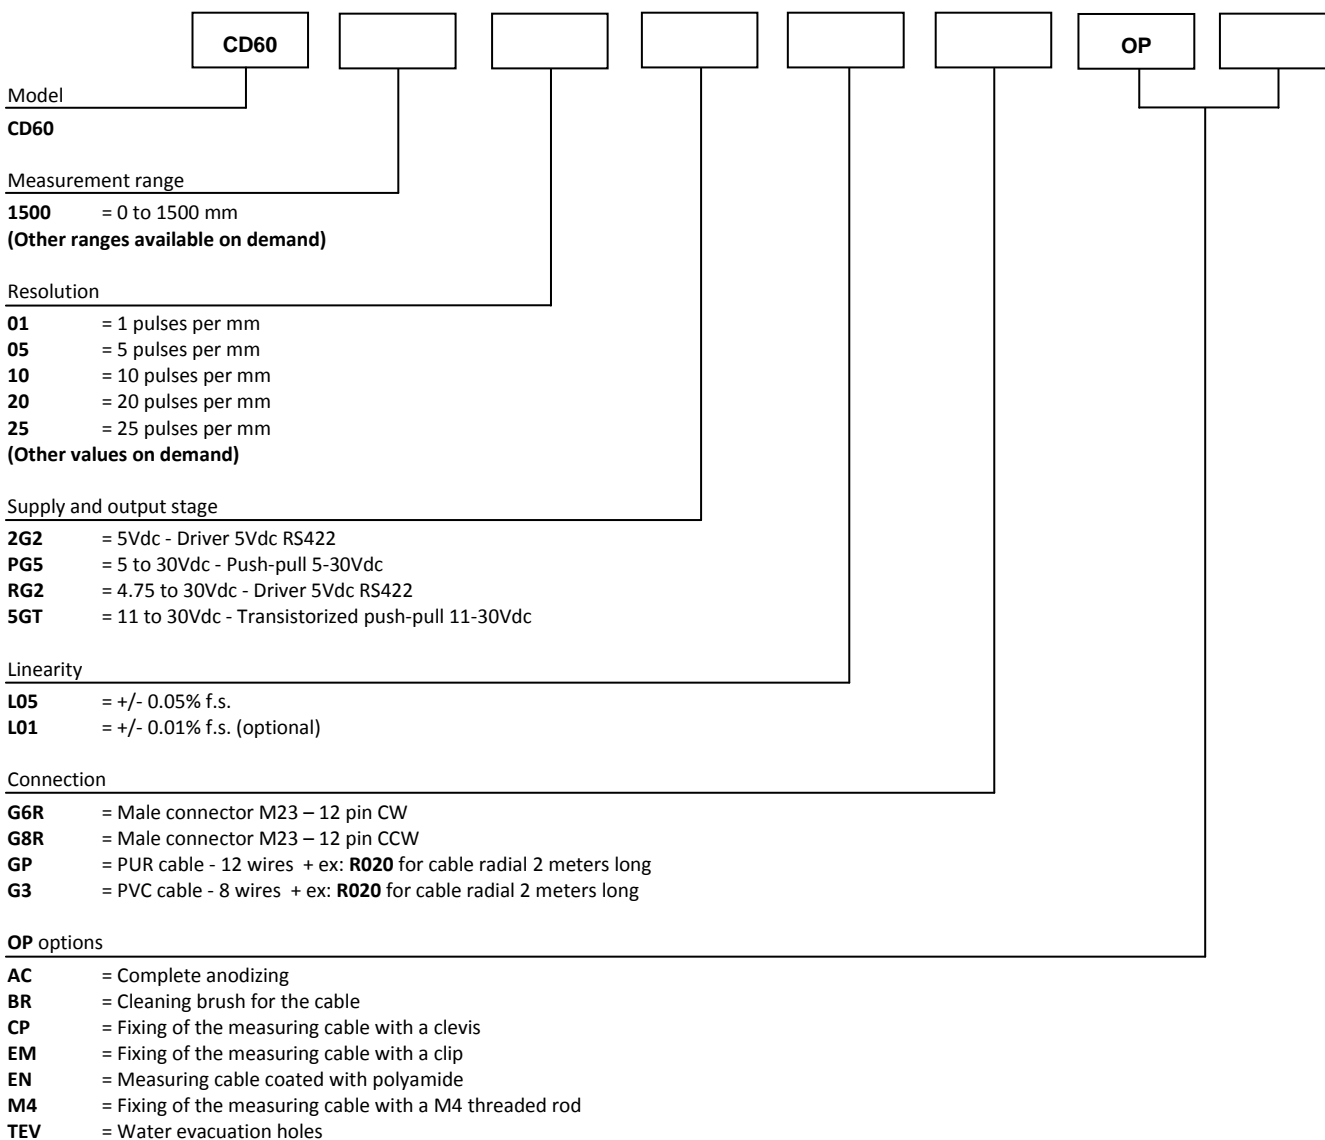 CD60 OP
Model
CD60
Measurement range
1500 = 0 to 1500 mm
(Other ranges available on demand)
Resolution
01 = 1 pulses per mm
05 = 5 pulses per mm
10 = 10 pulses per mm
20 = 20 pulses per mm
25 = 25 pulses per mm
(Other values on demand)
Supply and output stage
2G2 = 5Vdc - Driver 5Vdc RS422
PG5 = 5 to 30Vdc - Push-pull 5-30Vdc
RG2 = 4.75 to 30Vdc - Driver 5Vdc RS422
5GT = 11 to 30Vdc - Transistorized push-pull 11-30Vdc
Linearity
L05 = +/- 0.05% f.s.
L01 = +/- 0.01% f.s. (optional)
Connection
G6R = Male connector M23 – 12 pin CW
G8R = Male connector M23 – 12 pin CCW
GP = PUR cable - 12 wires + ex: R020 for cable radial 2 meters long
G3 = PVC cable - 8 wires + ex: R020 for cable radial 2 meters long
OP options
AC = Complete anodizing
BR = Cleaning brush for the cable
CP = Fixing of the measuring cable with a clevis
EM = Fixing of the measuring cable with a clip
EN = Measuring cable coated with polyamide
M4 = Fixing of the measuring cable with a M4 threaded rod
TEV = Water evacuation holes